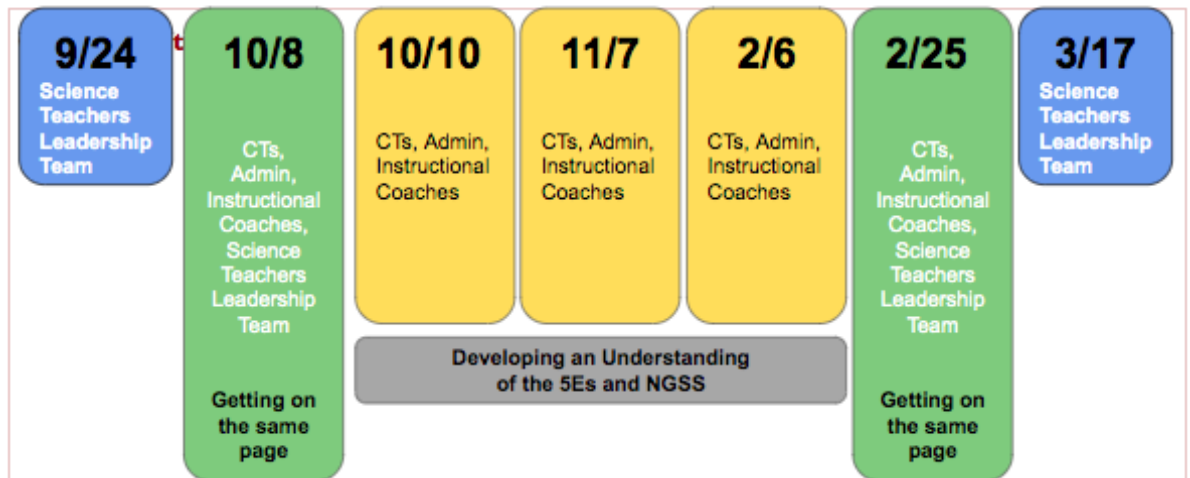 9/24
Science
Teachers
Leadership
Team
t
10/8
CTs,
Admin,
Instructional
Coaches,
Science
Teachers
Leadership
Team
Getting on
the same
page
10/10
CTs, Admin,
Instructional
Coaches
11/7
CTs, Admin,
Instructional
Coaches
2/6
CTs, Admin,
Instructional
Coaches
Developing an Understanding
of the 5Es and NGSS
2/25
CTs,
Admin,
Instructional
Coaches,
Science
Teachers
Leadership
Team
Getting on
the same
page
3/17
Science
Teachers
Leadership
Team